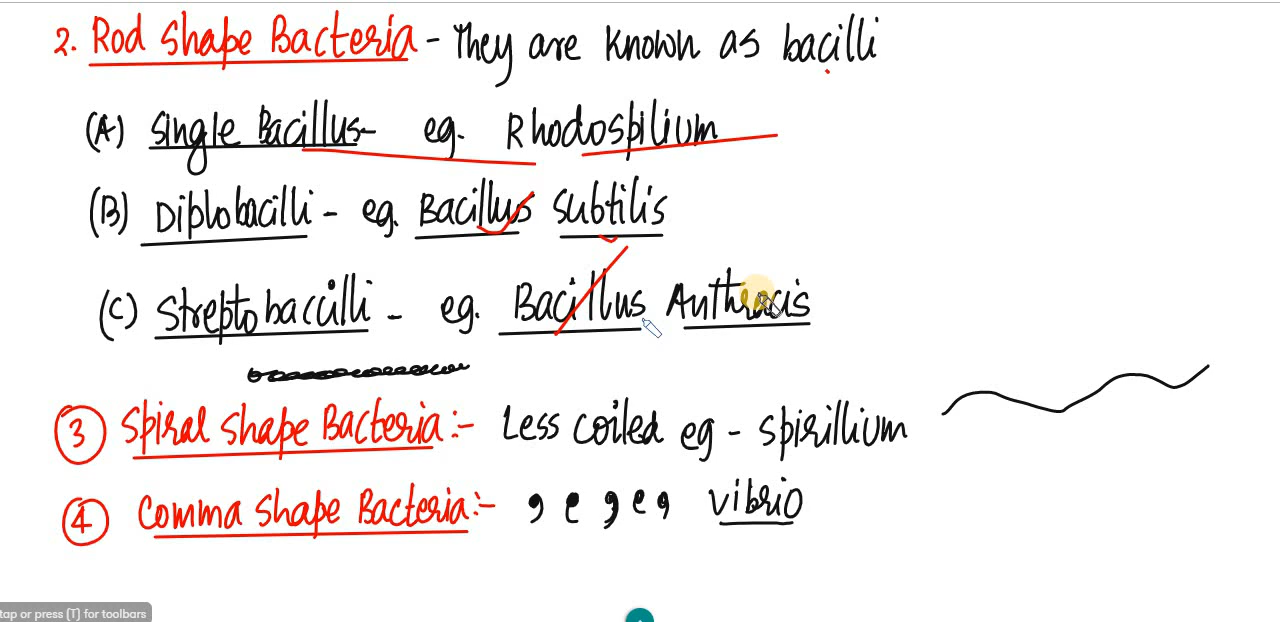 2. Rod Shape Bacteria - They are known as bacilli
(A) Single Bacillus- eg. Rhodospilium
(B) Diplobacilli - eg. Bacillus Subtilis
(C) Streptobaccilli - eg. Bacillus Anthracis
③ Spiral Shape Bacteria:- Less coiled eg - Spirillium
④ Comma Shape Bacteria:- , e , e q vibrio
tap or press (T) for toolbars